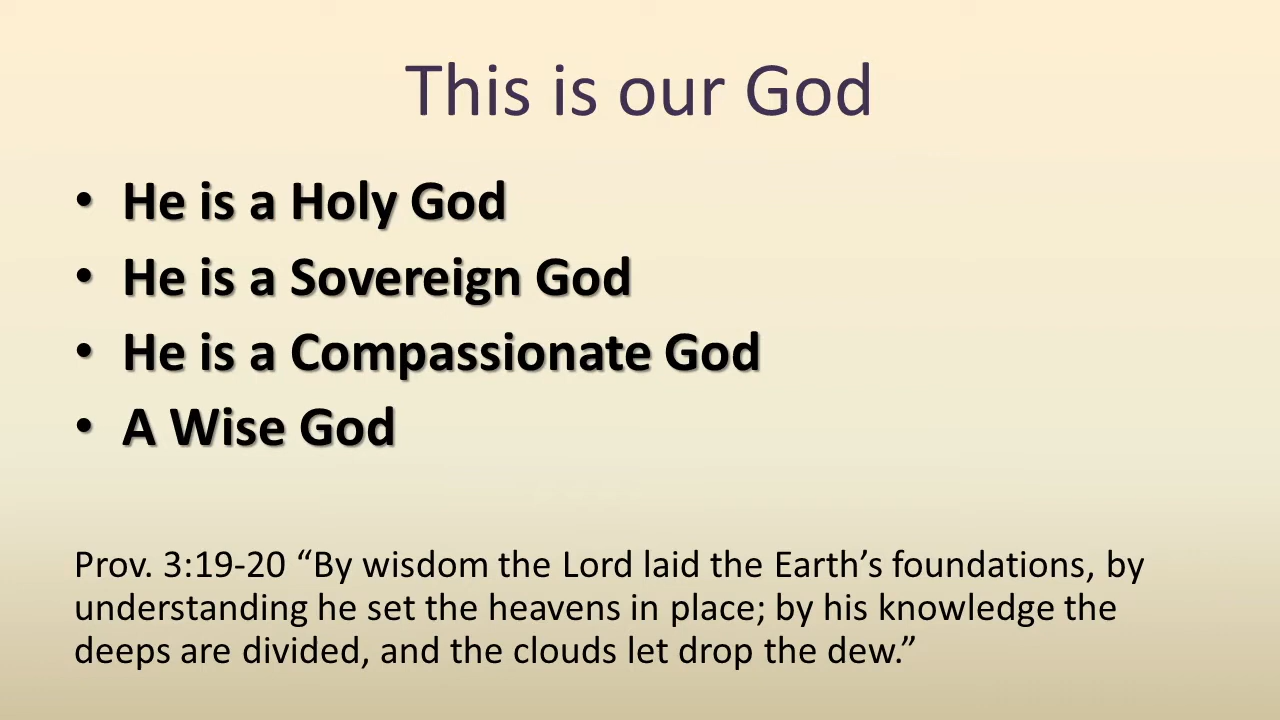 This is our God
• He is a Holy God
• He is a Sovereign God
• He is a Compassionate God
• A Wise God
Prov. 3:19-20 “By wisdom the Lord laid the Earth’s foundations, by
understanding he set the heavens in place; by his knowledge the
deeps are divided, and the clouds let drop the dew.”